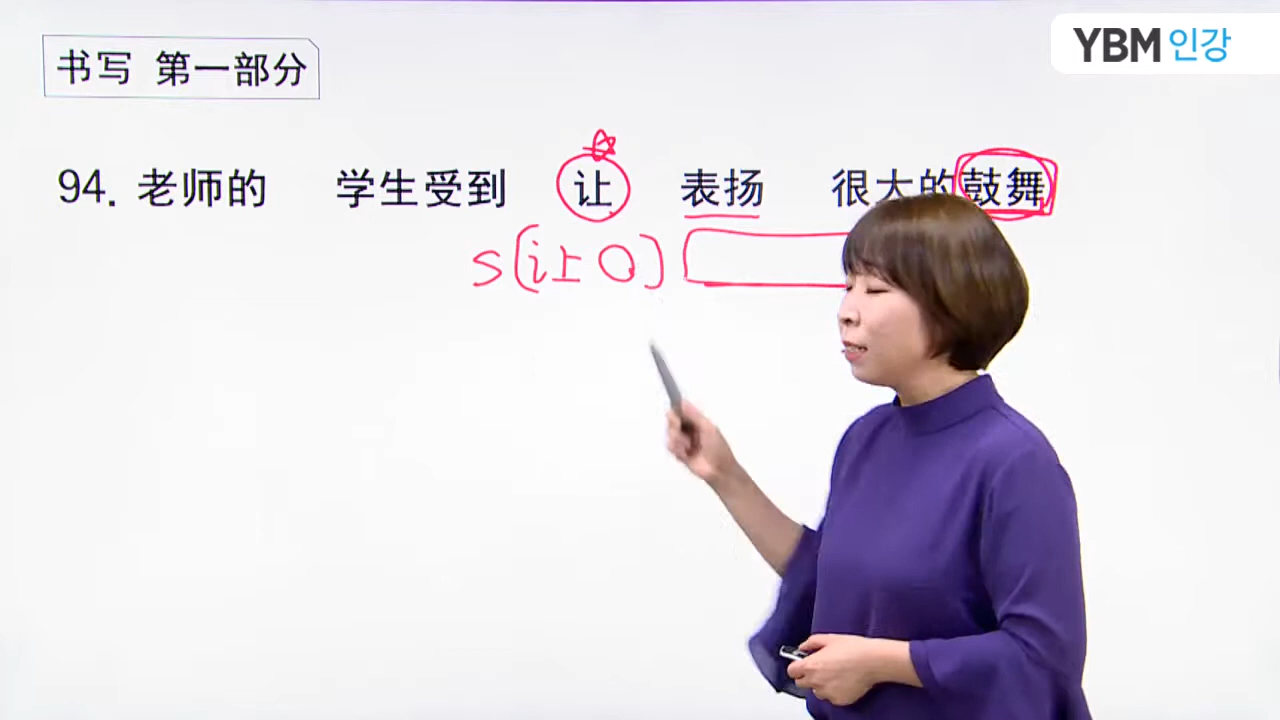 YBM 인강
书写 第一部分
94. 老师的 学生受到 让 表扬 很大的 鼓舞
S(让 O)